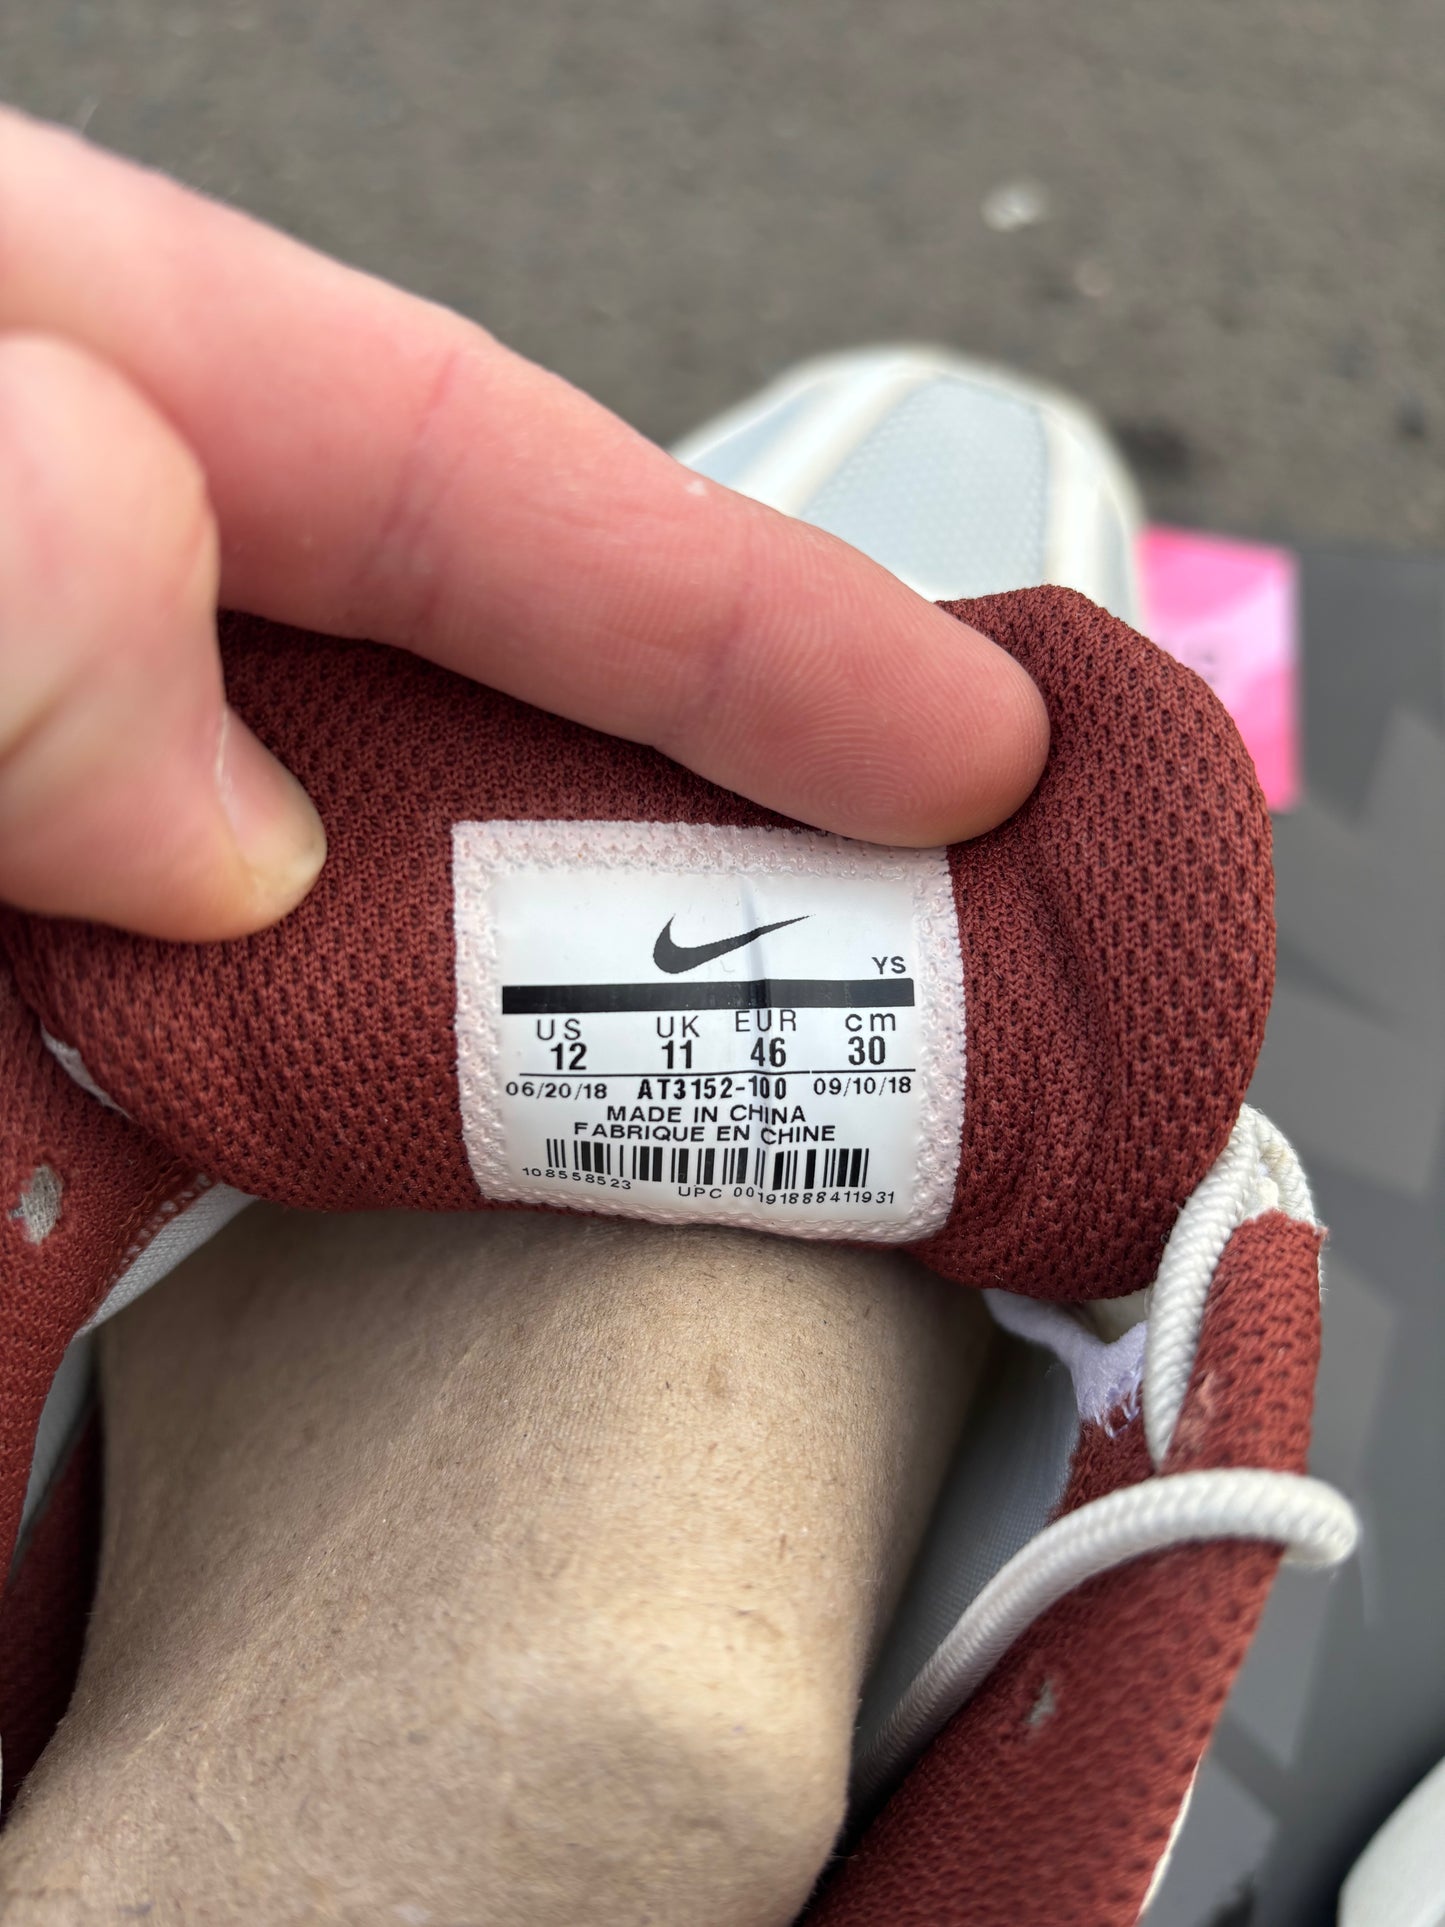 YS
US UK EUR cm
12 11 46 30
06/20/18 AT3152-100 09/10/18
MADE IN CHINA
FABRIQUE EN CHINE
108558523 UPC 00191888411931